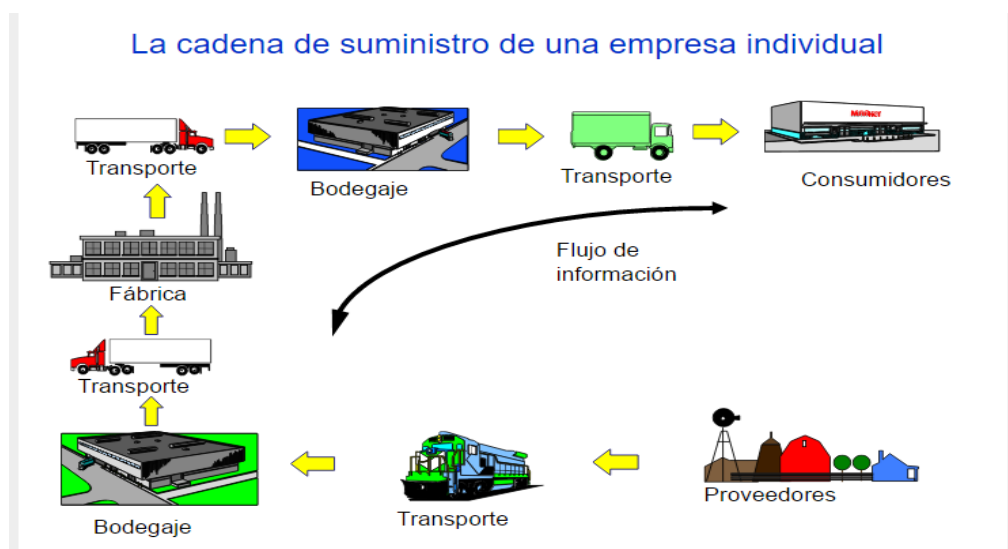 La cadena de suministro de una empresa individual
Transporte
Bodegaje
Transporte
Consumidores
Flujo de
información
Fábrica
Transporte
Bodegaje
Transporte
Proveedores